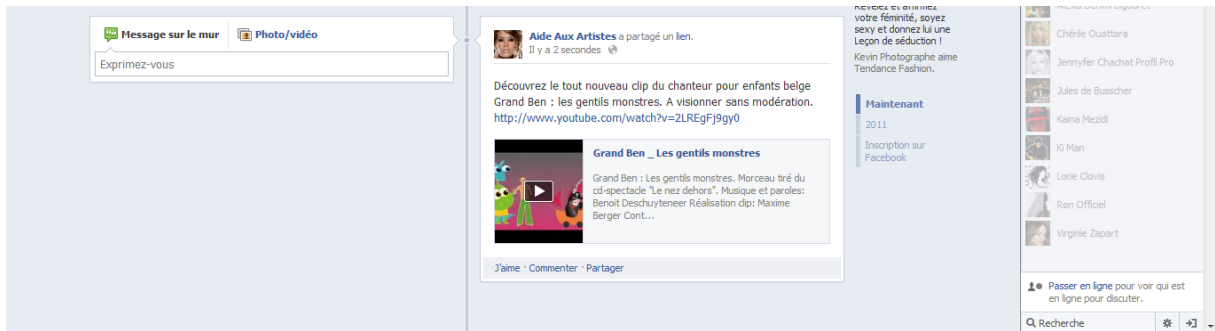 Message sur le mur
Photo/vidéo
Exprimez-vous
Aide Aux Artistes a partagé un lien.
Il y a 2 secondes
Découvrez le tout nouveau clip du chanteur pour enfants belge
Grand Ben : les gentils monstres. A visionner sans modération.
http://www.youtube.com/watch?v=2LREgFj9gy0
Grand Ben _ Les gentils monstres
Grand Ben : Les gentils monstres. Morceau tiré du
cd-spectacle "Le nez dehors". Musique et paroles:
Benoit Deschuyteneer Réalisation clip: Maxime
Berger Cont...
J'aime · Commenter · Partager
votre féminité, soyez
sexy et donnez lui une
Leçon de séduction !
Kevin Photographe aime
Tendance Fashion.
Maintenant
2011
Inscription sur
Facebook
Chérile Ouattara
Jennyfer Chachat Profil Pro
Jules de Busscher
Kaina Mezidi
Ki Man
Lorie Clovis
Ron Officiel
Virginie Zapart
Passer en ligne pour voir qui est
en ligne pour discuter.
Recherche